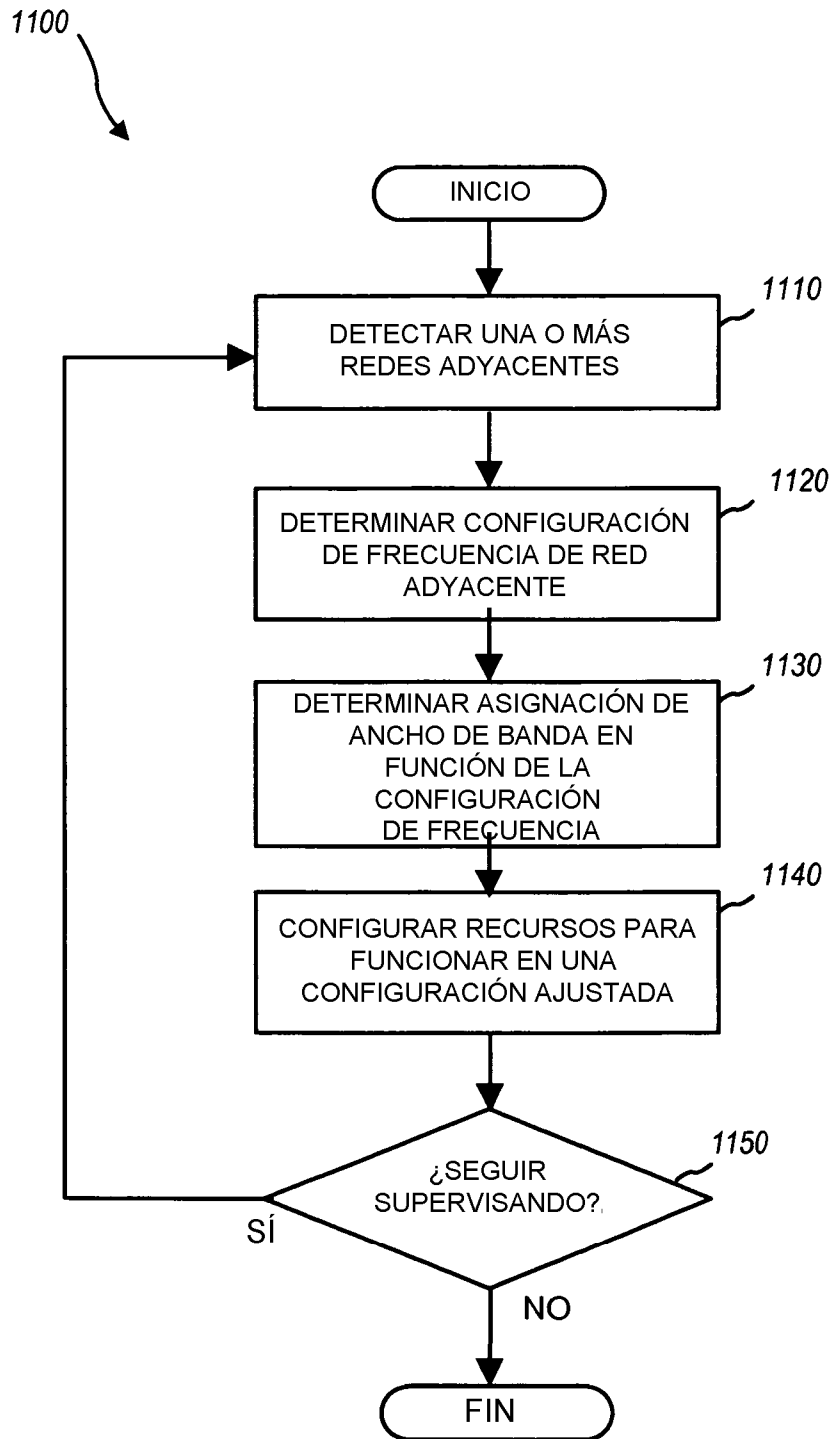 1100
INICIO
1110
DETECTAR UNA O MÁS
REDES ADYACENTES
1120
DETERMINAR CONFIGURACIÓN
DE FRECUENCIA DE RED
ADYACENTE
1130
DETERMINAR ASIGNACIÓN DE
ANCHO DE BANDA EN
FUNCIÓN DE LA
CONFIGURACIÓN
DE FRECUENCIA
1140
CONFIGURAR RECURSOS PARA
FUNCIONAR EN UNA
CONFIGURACIÓN AJUSTADA
1150
¿SEGUIR
SUPERVISANDO?
SÍ
NO
FIN